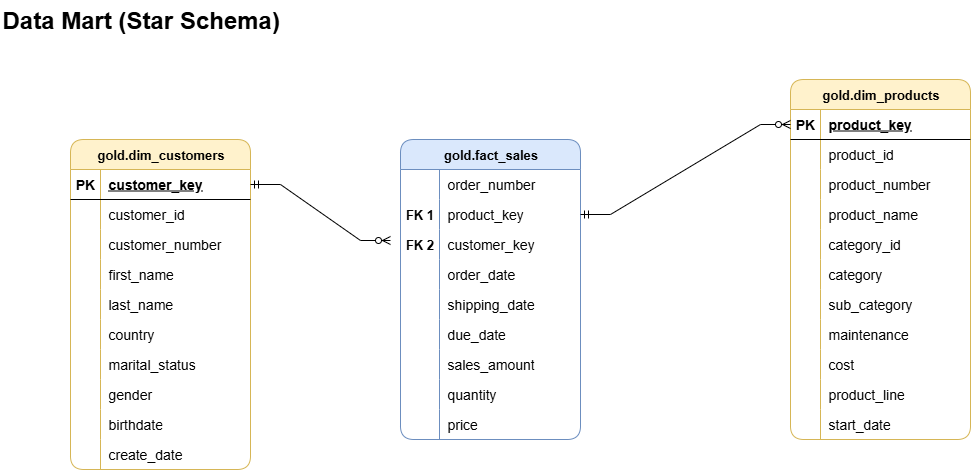 Data Mart (Star Schema)
gold.dim_customers
PK customer_key
customer_id
customer_number
first_name
last_name
country
marital_status
gender
birthdate
create_date
gold.fact_sales
order_number
FK 1 product_key
FK 2 customer_key
order_date
shipping_date
due_date
sales_amount
quantity
price
gold.dim_products
PK product_key
product_id
product_number
product_name
category_id
category
sub_category
maintenance
cost
product_line
start_date